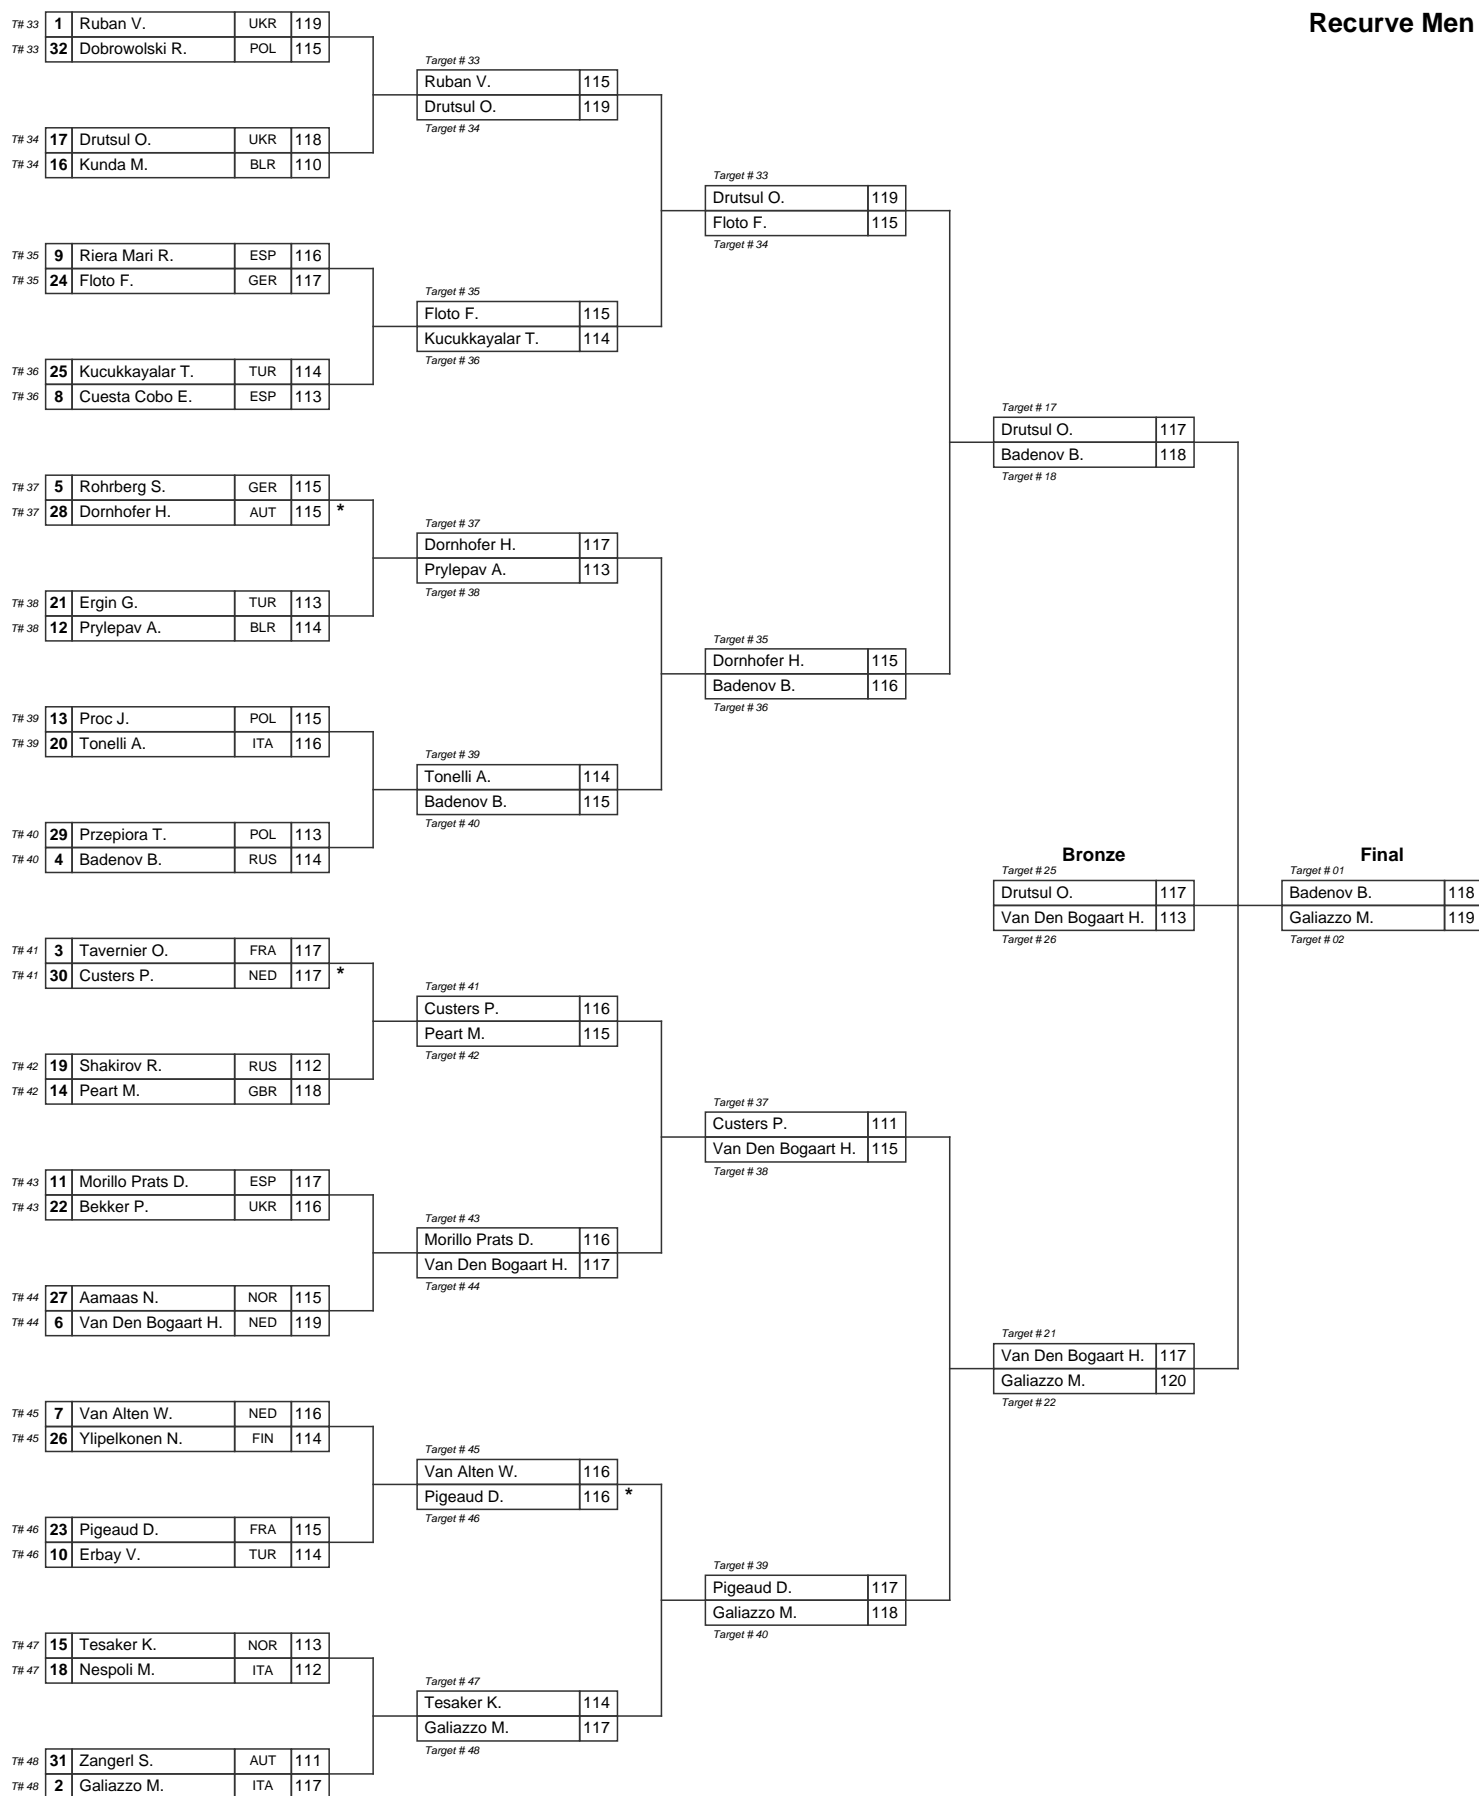 Recurve Men
T# 33 1 Ruban V. UKR 119
T# 33 32 Dobrowolski R. POL 115
T# 34 17 Drutsul O. UKR 118
T# 34 16 Kunda M. BLR 110
T# 35 9 Riera Mari R. ESP 116
T# 35 24 Floto F. GER 117
T# 36 25 Kucukkayalar T. TUR 114
T# 36 8 Cuesta Cobo E. ESP 113
T# 37 5 Rohrberg S. GER 115
T# 37 28 Dornhofer H. AUT 115 *
T# 38 21 Ergin G. TUR 113
T# 38 12 Prylepav A. BLR 114
T# 39 13 Proc J. POL 115
T# 39 20 Tonelli A. ITA 116
T# 40 29 Przepiora T. POL 113
T# 40 4 Badenov B. RUS 114
T# 41 3 Tavernier O. FRA 117
T# 41 30 Custers P. NED 117 *
T# 42 19 Shakirov R. RUS 112
T# 42 14 Peart M. GBR 118
T# 43 11 Morillo Prats D. ESP 117
T# 43 22 Bekker P. UKR 116
T# 44 27 Aamaas N. NOR 115
T# 44 6 Van Den Bogaart H. NED 119
T# 45 7 Van Alten W. NED 116
T# 45 26 Ylipelkonen N. FIN 114
T# 46 23 Pigeaud D. FRA 115
T# 46 10 Erbay V. TUR 114
T# 47 15 Tesaker K. NOR 113
T# 47 18 Nespoli M. ITA 112
T# 48 31 Zangerl S. AUT 111
T# 48 2 Galiazzo M. ITA 117
Target # 33
Ruban V. 115
Drutsul O. 119
Target # 34
Target # 35
Floto F. 115
Kucukkayalar T. 114
Target # 36
Target # 37
Dornhofer H. 117
Prylepav A. 113
Target # 38
Target # 39
Tonelli A. 114
Badenov B. 115
Target # 40
Target # 41
Custers P. 116
Peart M. 115
Target # 42
Target # 43
Morillo Prats D. 116
Van Den Bogaart H. 117
Target # 44
Target # 45
Van Alten W. 116
Pigeaud D. 116 *
Target # 46
Target # 47
Tesaker K. 114
Galiazzo M. 117
Target # 48
Target # 33
Drutsul O. 119
Floto F. 115
Target # 34
Target # 35
Dornhofer H. 115
Badenov B. 116
Target # 36
Target # 37
Custers P. 111
Van Den Bogaart H. 115
Target # 38
Target # 39
Pigeaud D. 117
Galiazzo M. 118
Target # 40
Target # 17
Drutsul O. 117
Badenov B. 118
Target # 18
Target # 21
Van Den Bogaart H. 117
Galiazzo M. 120
Target # 22
Bronze
Target # 25
Drutsul O. 117
Van Den Bogaart H. 113
Target # 26
Final
Target # 01
Badenov B. 118
Galiazzo M. 119
Target # 02